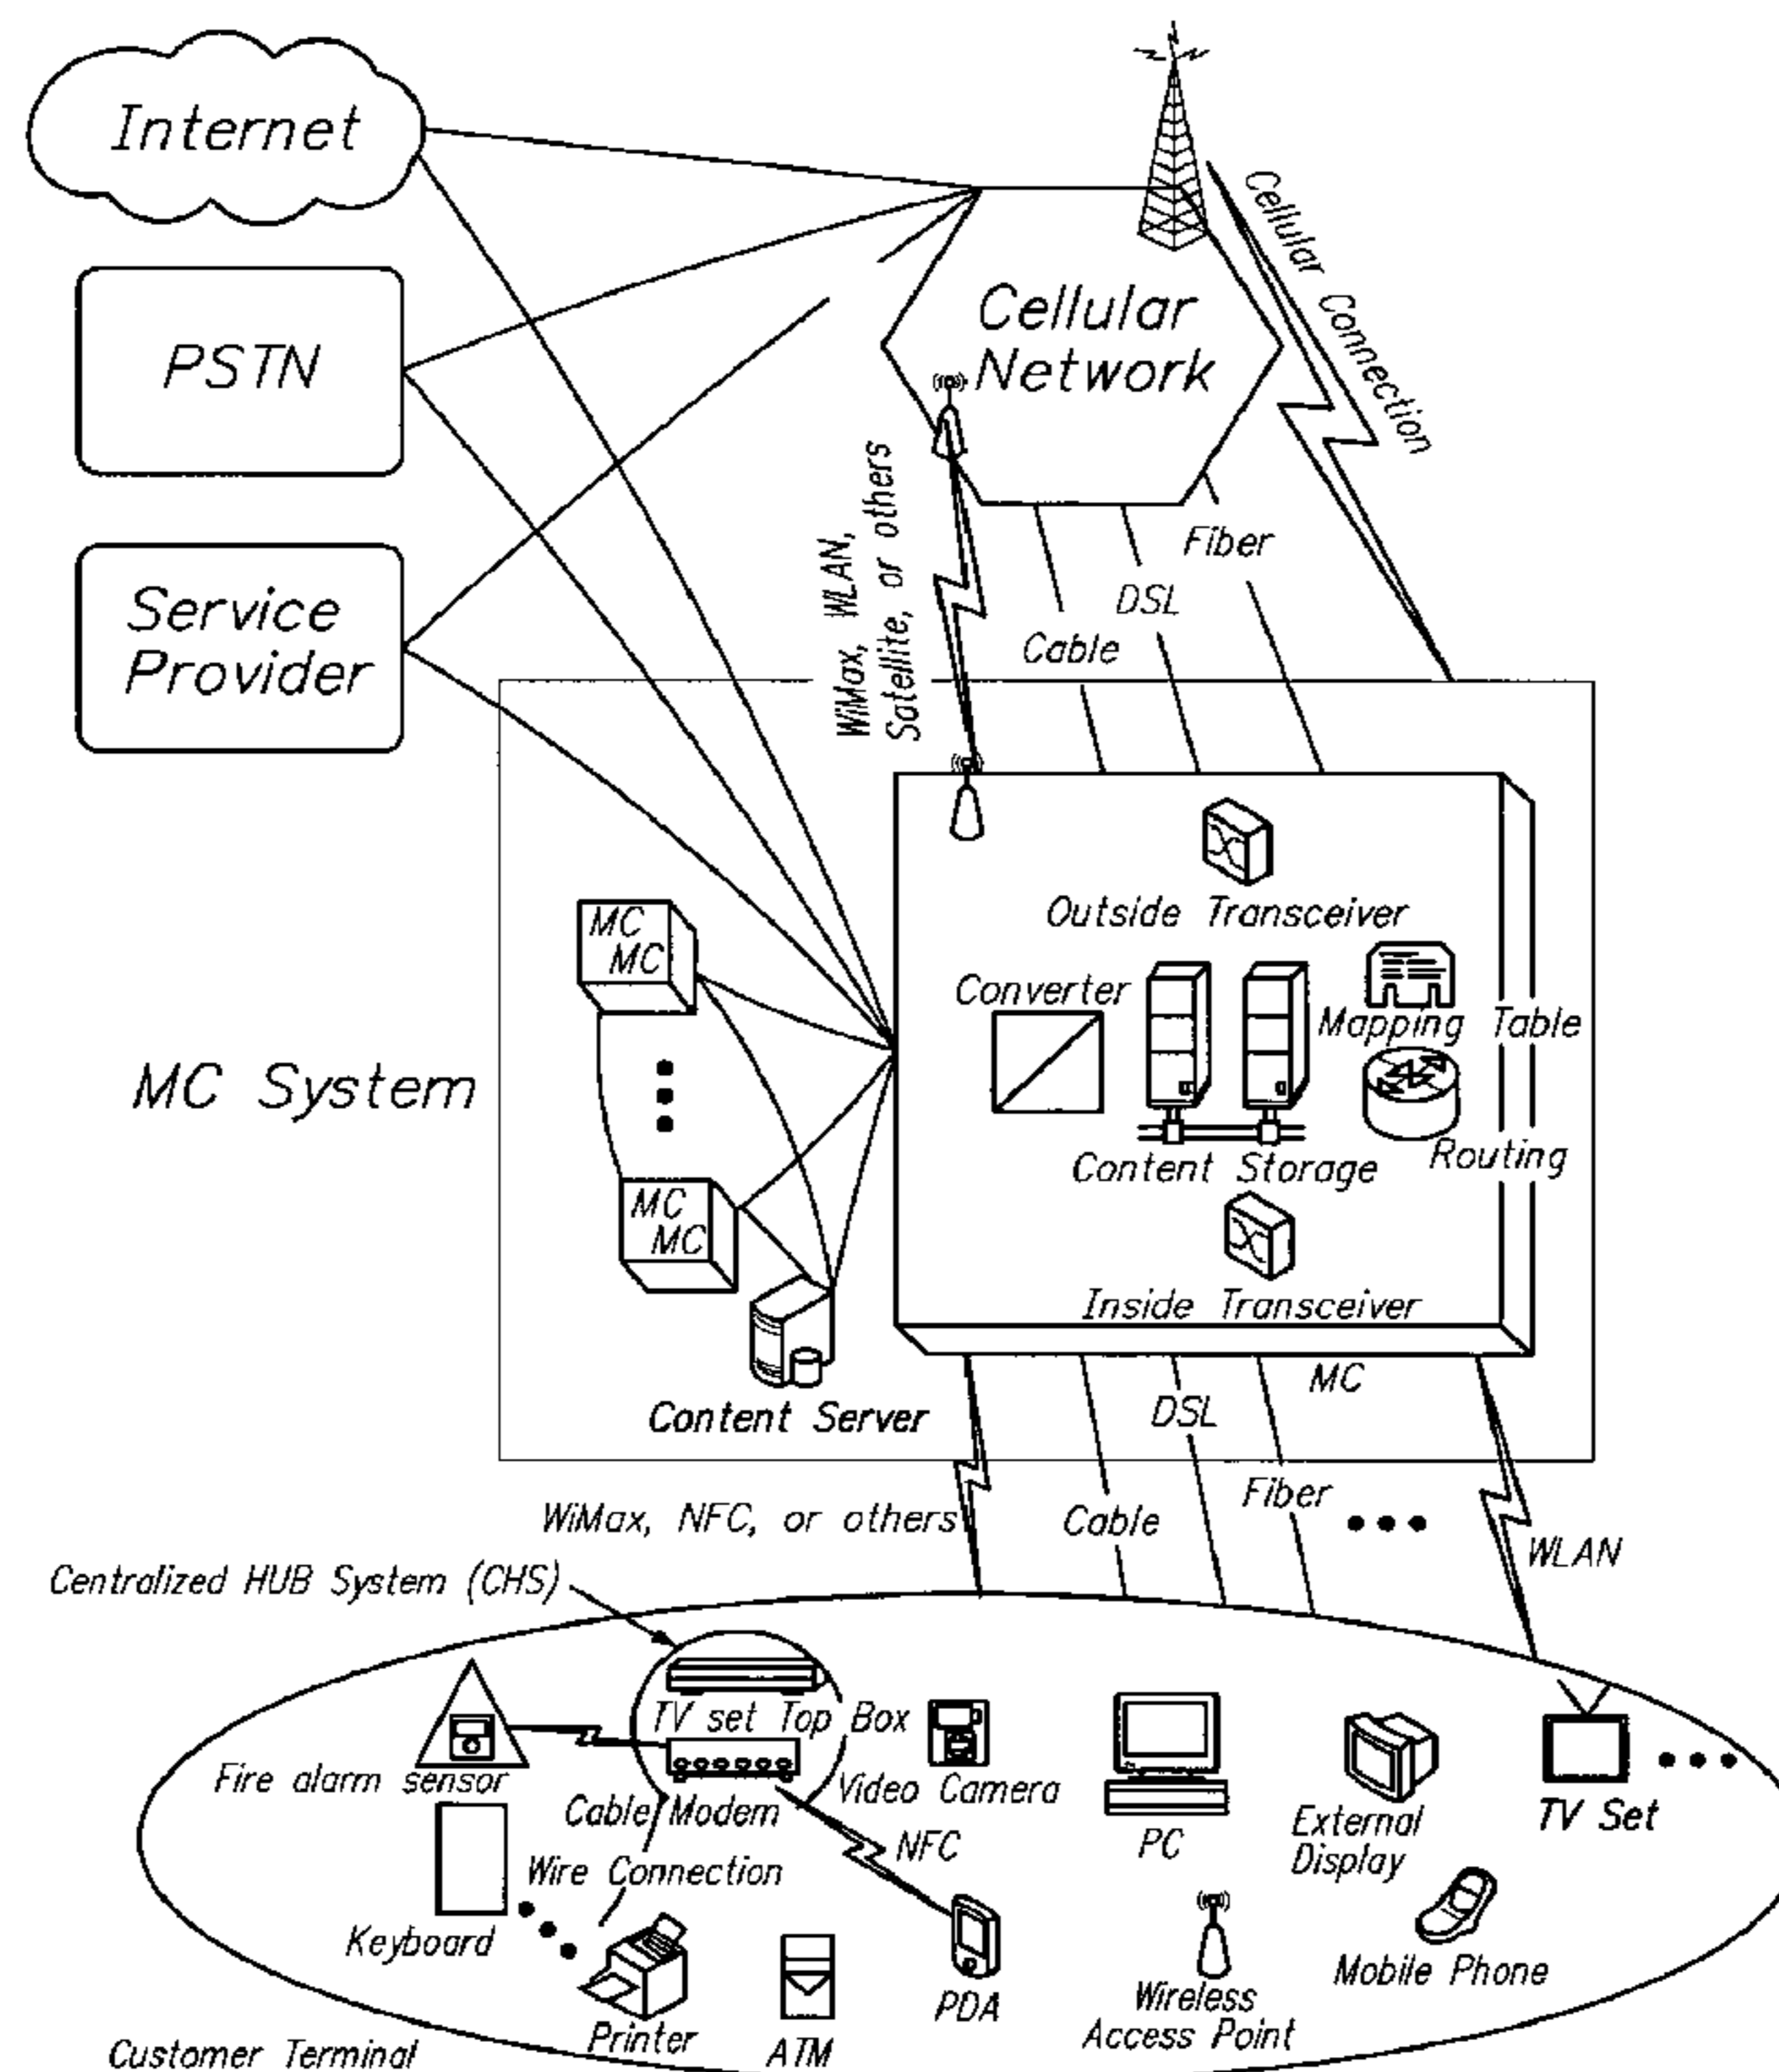 Internet
PSTN
Service
Provider
Cellular
Network
Cellular Connection
WiMax, WLAN,
Satellite, or others
Cable
DSL
Fiber
MC System
MC
MC
MC
MC
Content Server
Outside Transceiver
Converter
Mapping Table
Content Storage
Routing
Inside Transceiver
MC
WiMax, NFC, or others
Cable
DSL
Fiber
WLAN
Centralized HUB System (CHS)
TV set Top Box
Fire alarm sensor
Cable Modem
Video Camera
PC
External
Display
TV Set
NFC
Wire Connection
Keyboard
Printer
ATM
PDA
Wireless
Access Point
Mobile Phone
Customer Terminal